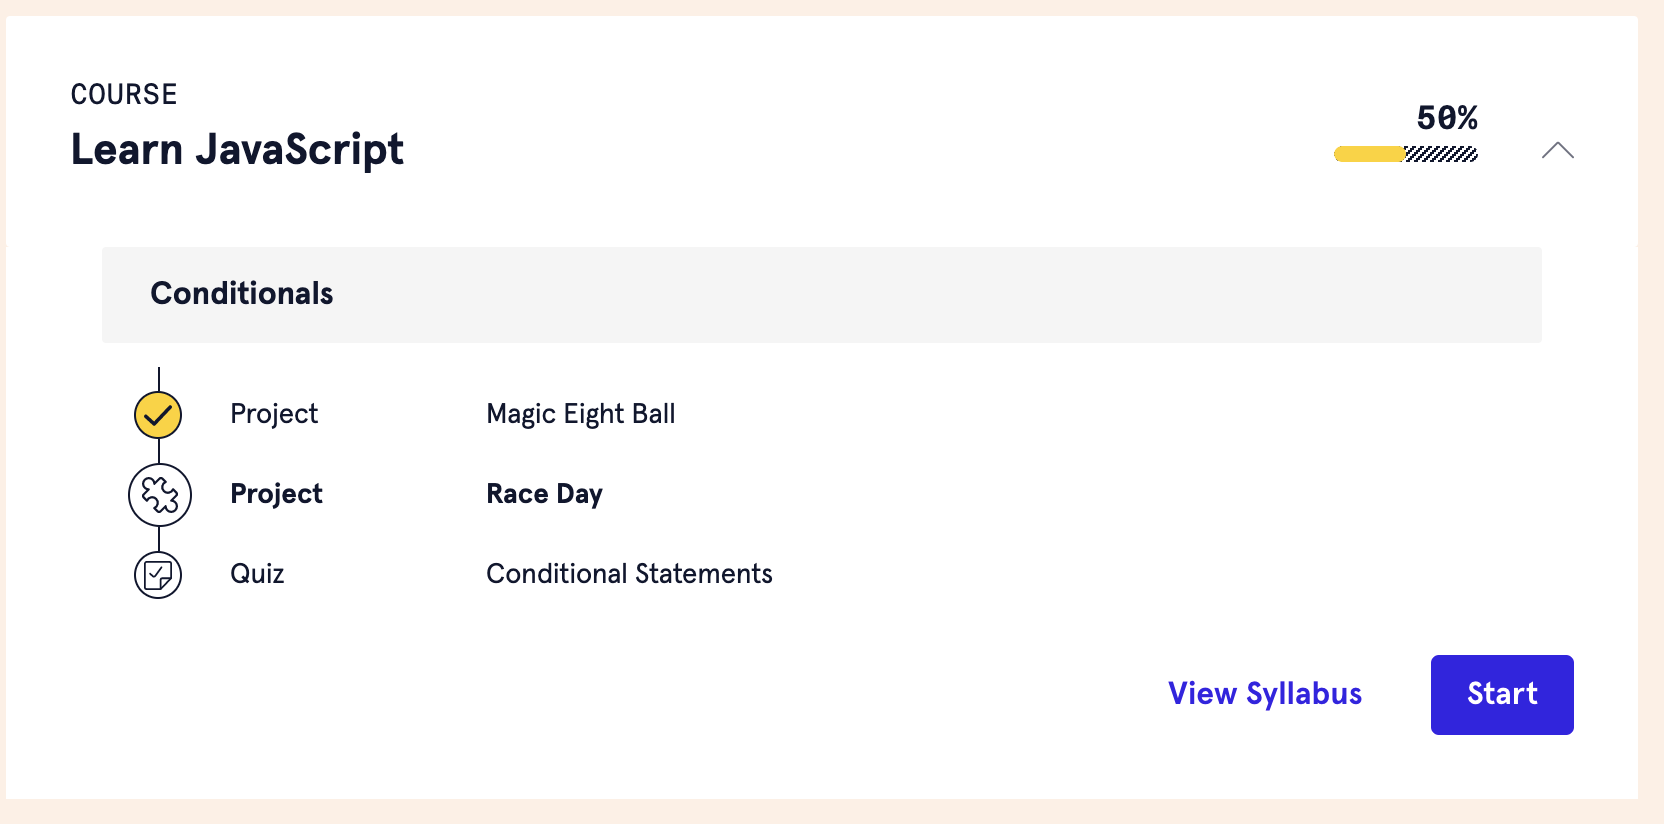 COURSE
Learn JavaScript
50%
Conditionals
Project Magic Eight Ball
Project Race Day
Quiz Conditional Statements
View Syllabus Start